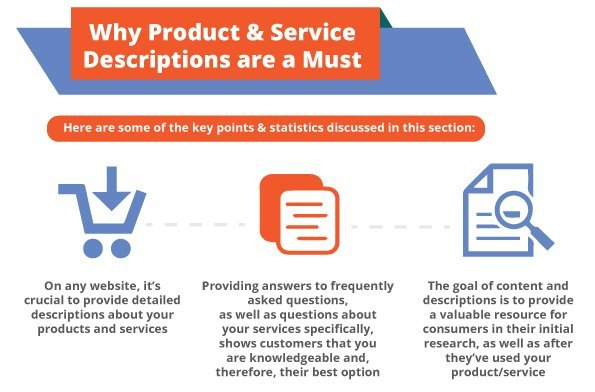 Why Product & Service
Descriptions are a Must
Here are some of the key points & statistics discussed in this section:
On any website, it's
crucial to provide detailed
descriptions about your
products and services
Providing answers to frequently
asked questions,
as well as questions about
your services specifically,
shows customers that you
are knowledgeable and,
therefore, their best option
The goal of content and
descriptions is to provide
a valuable resource for
consumers in their initial
research, as well as after
they've used your
product/service